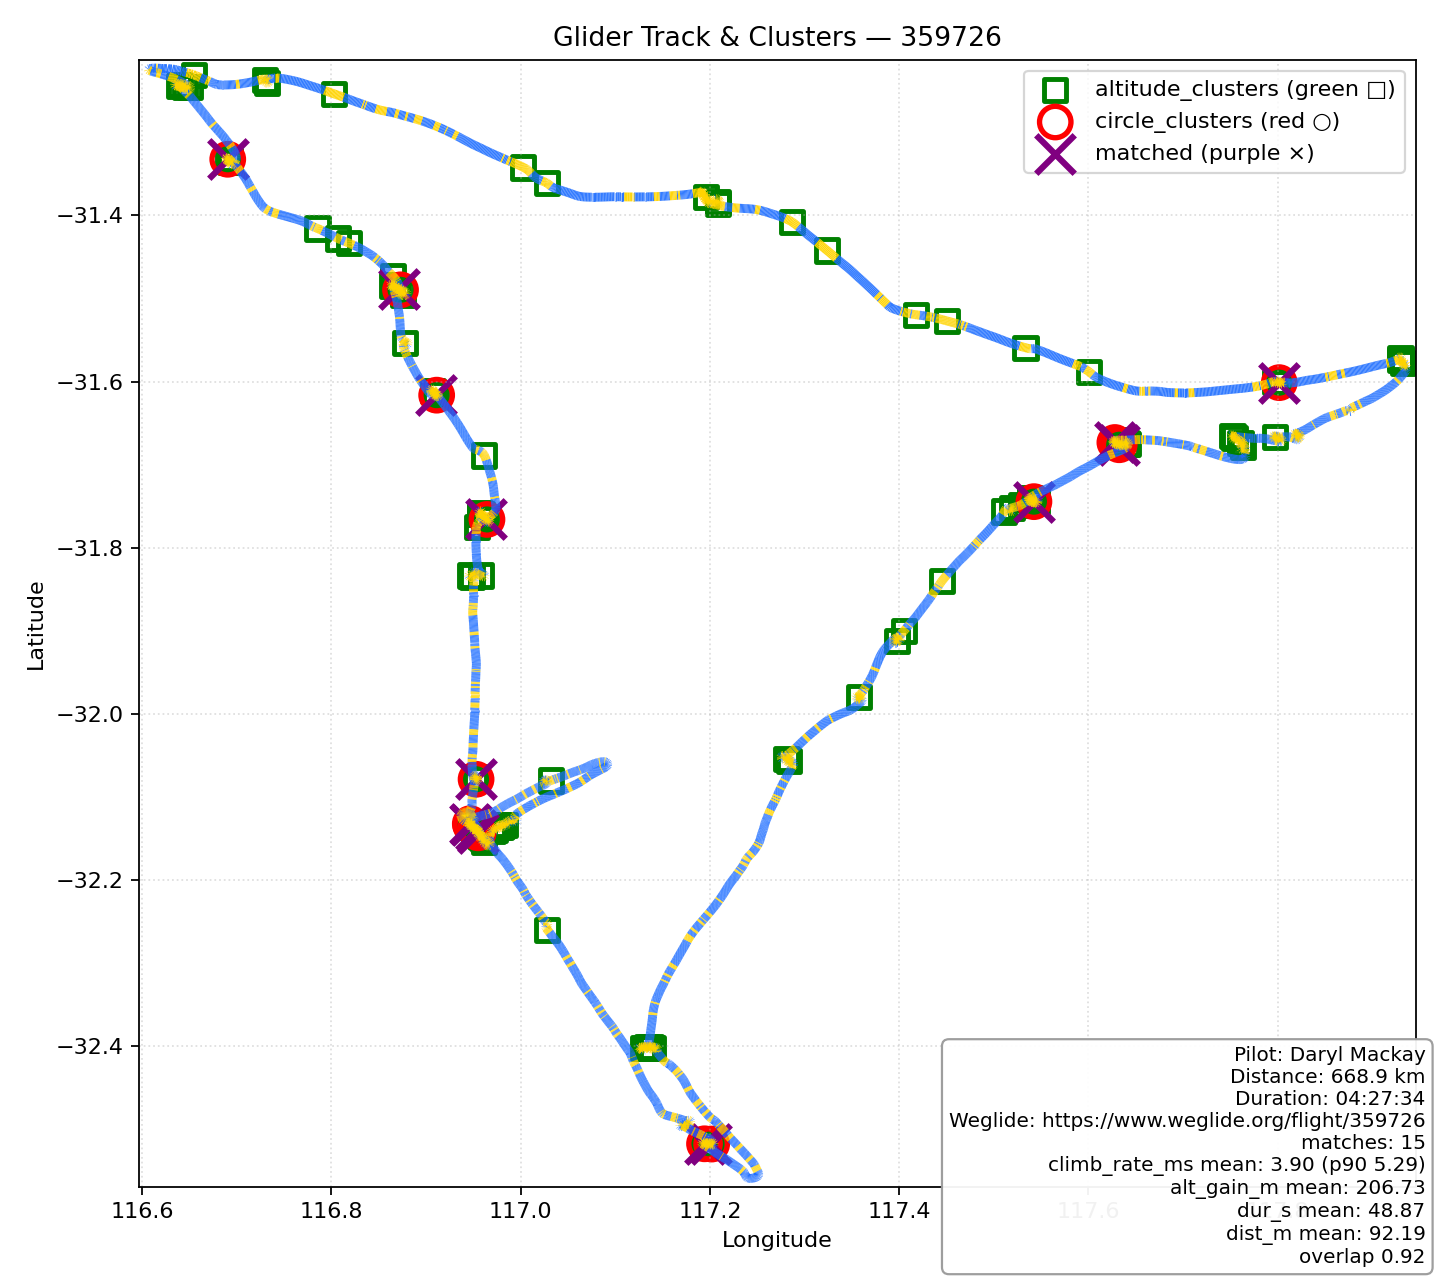 Glider Track & Clusters — 359726
altitude_clusters (green □)
circle_clusters (red ○)
matched (purple ×)
Latitude
−31.4
−31.6
−31.8
−32.0
−32.2
−32.4
116.6 116.8 117.0 117.2 117.4 117.6
Longitude
Pilot: Daryl Mackay
Distance: 668.9 km
Duration: 04:27:34
Weglide: https://www.weglide.org/flight/359726
matches: 15
climb_rate_ms mean: 3.90 (p90 5.29)
alt_gain_m mean: 206.73
dur_s mean: 48.87
dist_m mean: 92.19
overlap 0.92